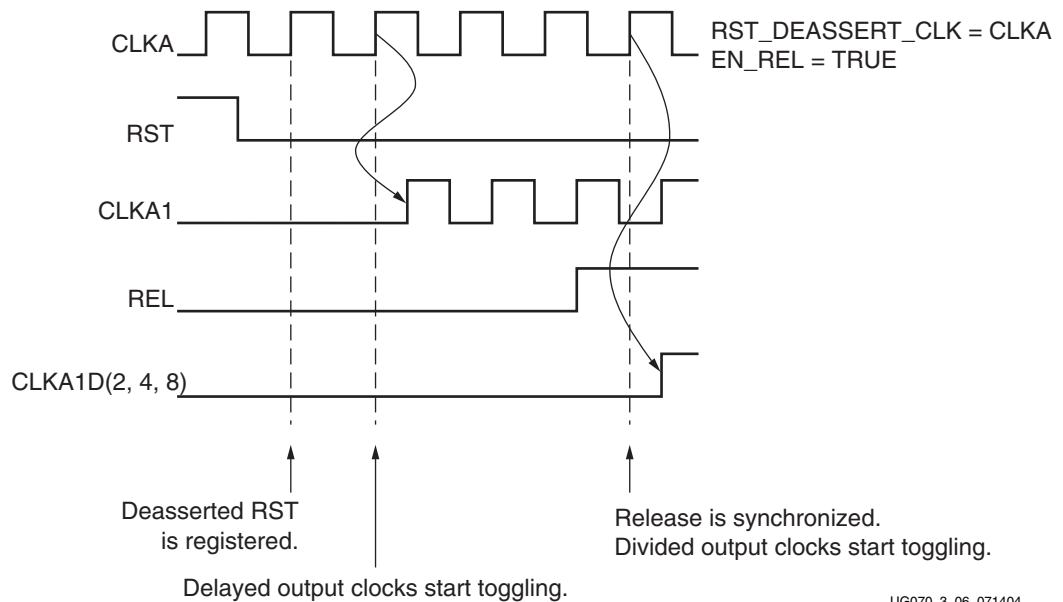 CLKA
RST_DEASSERT_CLK = CLKA
EN_REL = TRUE
RST
CLKA1
REL
CLKA1D(2, 4, 8)
Deasserted RST
is registered.
Release is synchronized.
Divided output clocks start toggling.
Delayed output clocks start toggling.
UG070_3_06_071404